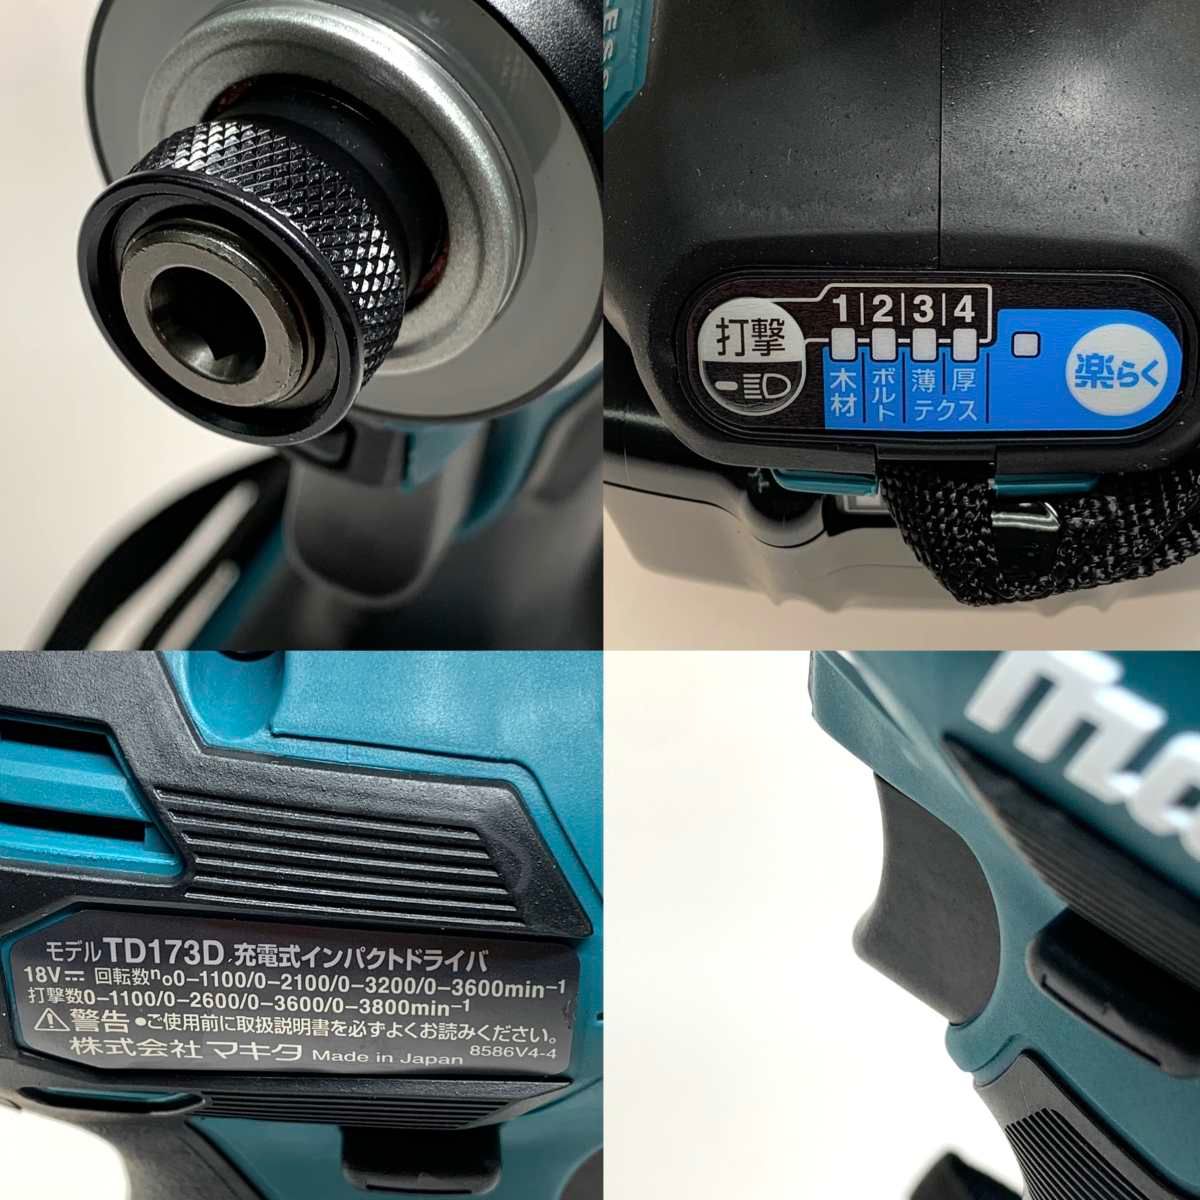 ESS
打撃
1|2|3|4
木材
ボルト
薄
厚
テクス
楽らく
モデル TD173D 充電式インパクトドライバ
18V⎓ 回転数n₀0−1100/0−2100/0−3200/0−3600min⁻¹
打撃数0−1100/0−2600/0−3600/0−3800min⁻¹
⚠警告 •ご使用前に取扱説明書を必ずよくお読みください。
株式会社 マキタ Made in Japan 8586V4-4